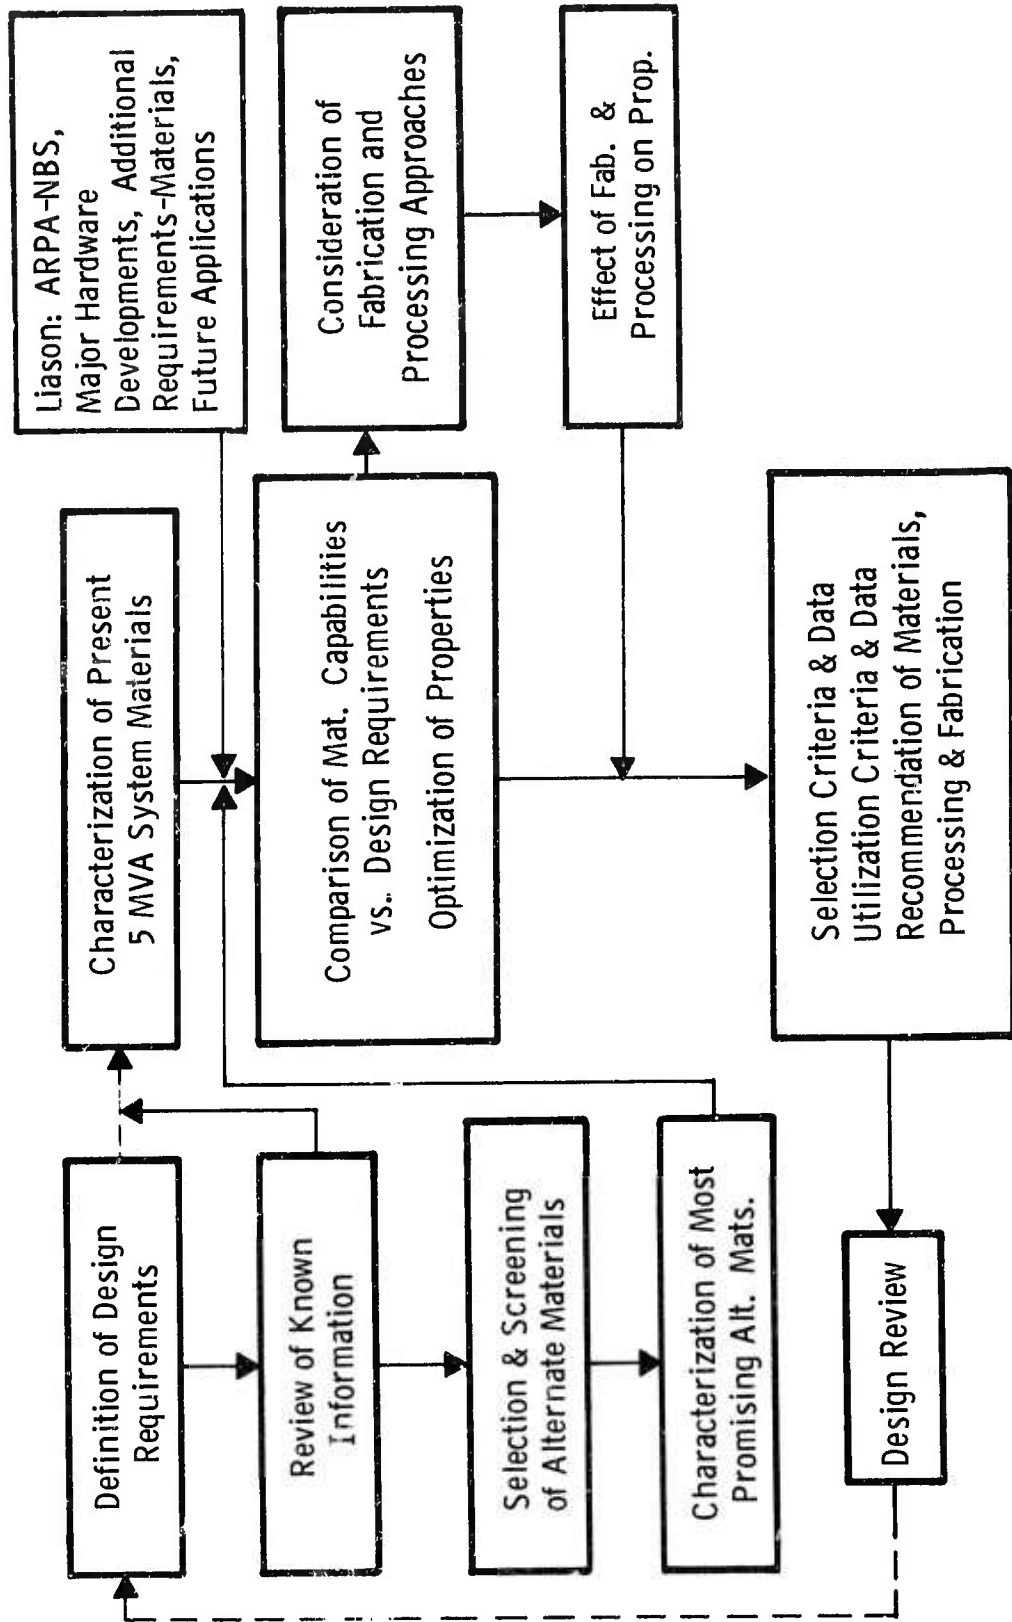 Definition of Design
Requirements
Review of Known
Information
Selection & Screening
of Alternate Materials
Characterization of Most
Promising Alt. Mats.
Design Review
Characterization of Present
5 MVA System Materials
Comparison of Mat. Capabilities
vs. Design Requirements
Optimization of Properties
Selection Criteria & Data
Utilization Criteria & Data
Recommendation of Materials,
Processing & Fabrication
Liason: ARPA-NBS,
Major Hardware
Developments, Additional
Requirements-Materials,
Future Applications
Consideration of
Fabrication and
Processing Approaches
Effect of Fab. &
Processing on Prop.